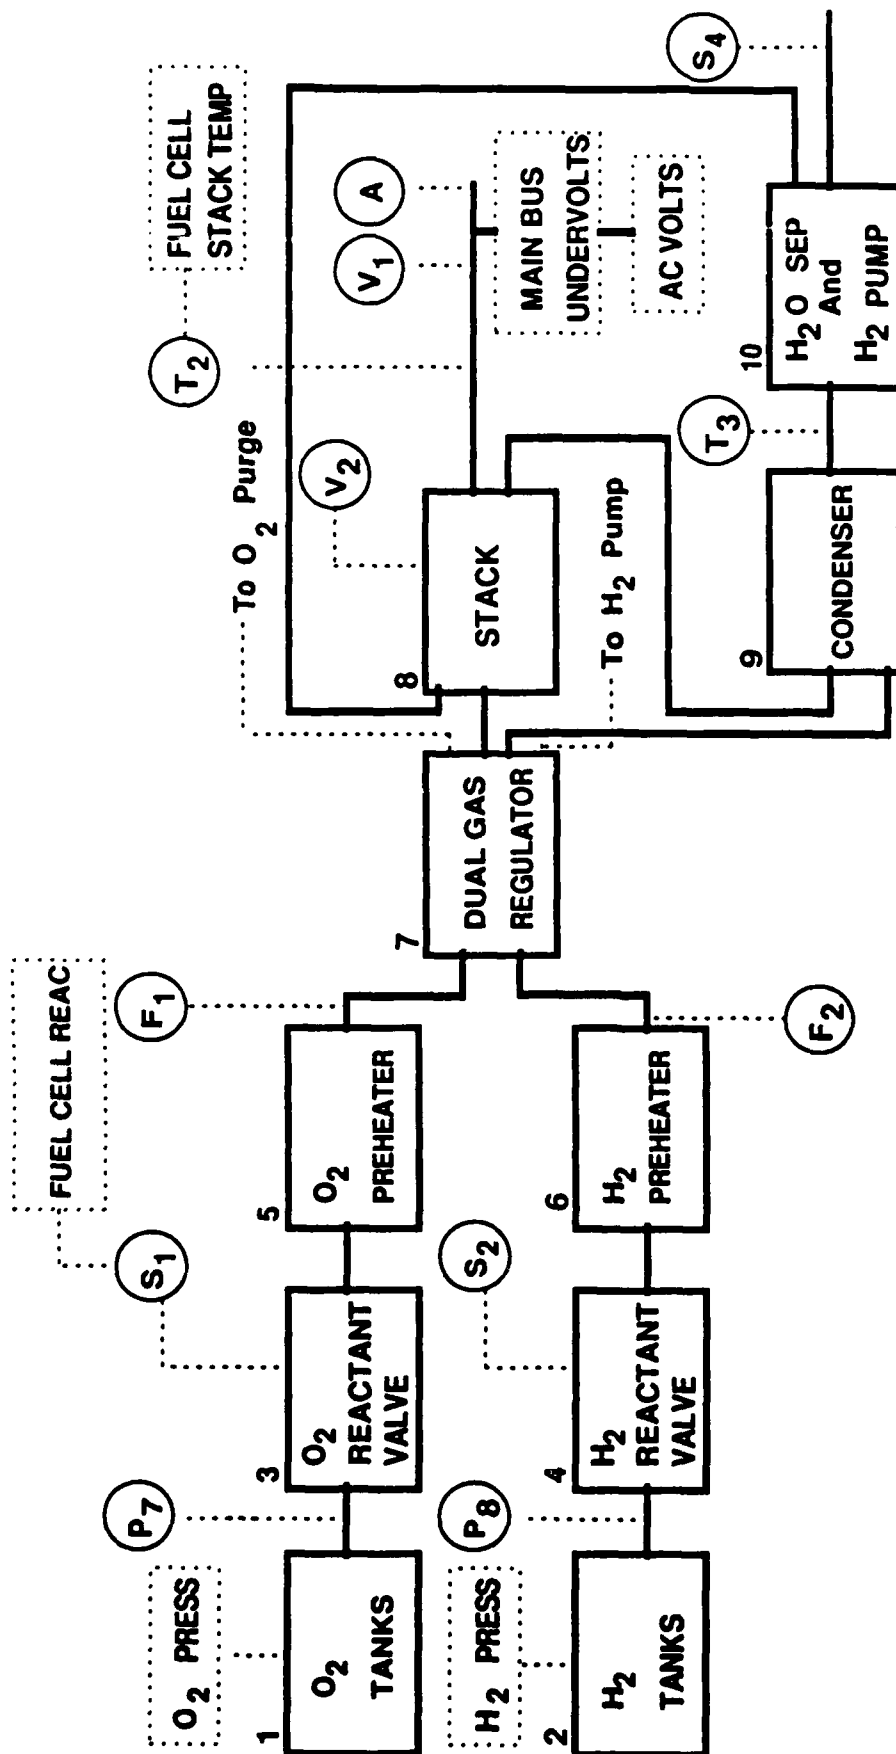 FUEL CELL REAC
FUEL CELL
STACK TEMP
O2 PRESS
P7
S1
F1
T2
To O2 Purge
1
O2
TANKS
3
O2
REACTANT
VALVE
5
O2
PREHEATER
V2
V1
A
7
DUAL GAS
REGULATOR
8
STACK
MAIN BUS
UNDERVOLTS
AC VOLTS
H2 PRESS
P8
S2
To H2 Pump
2
H2
TANKS
4
H2
REACTANT
VALVE
6
H2
PREHEATER
F2
T3
S4
9
CONDENSER
10
H2O SEP
And
H2 PUMP